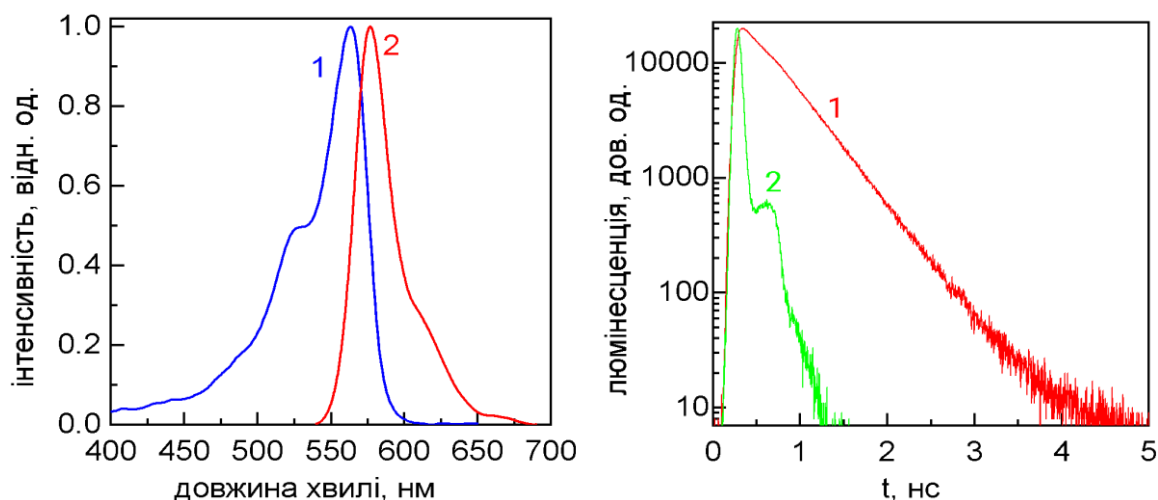 інтенсивність, відн. од.
1.0
0.8
0.6
0.4
0.2
0.0
1
2
400 450 500 550 600 650 700
довжина хвилі, нм
люмінесценція, дов. од.
10000
1000
100
10
1
2
0 1 2 3 4 5
t, нс